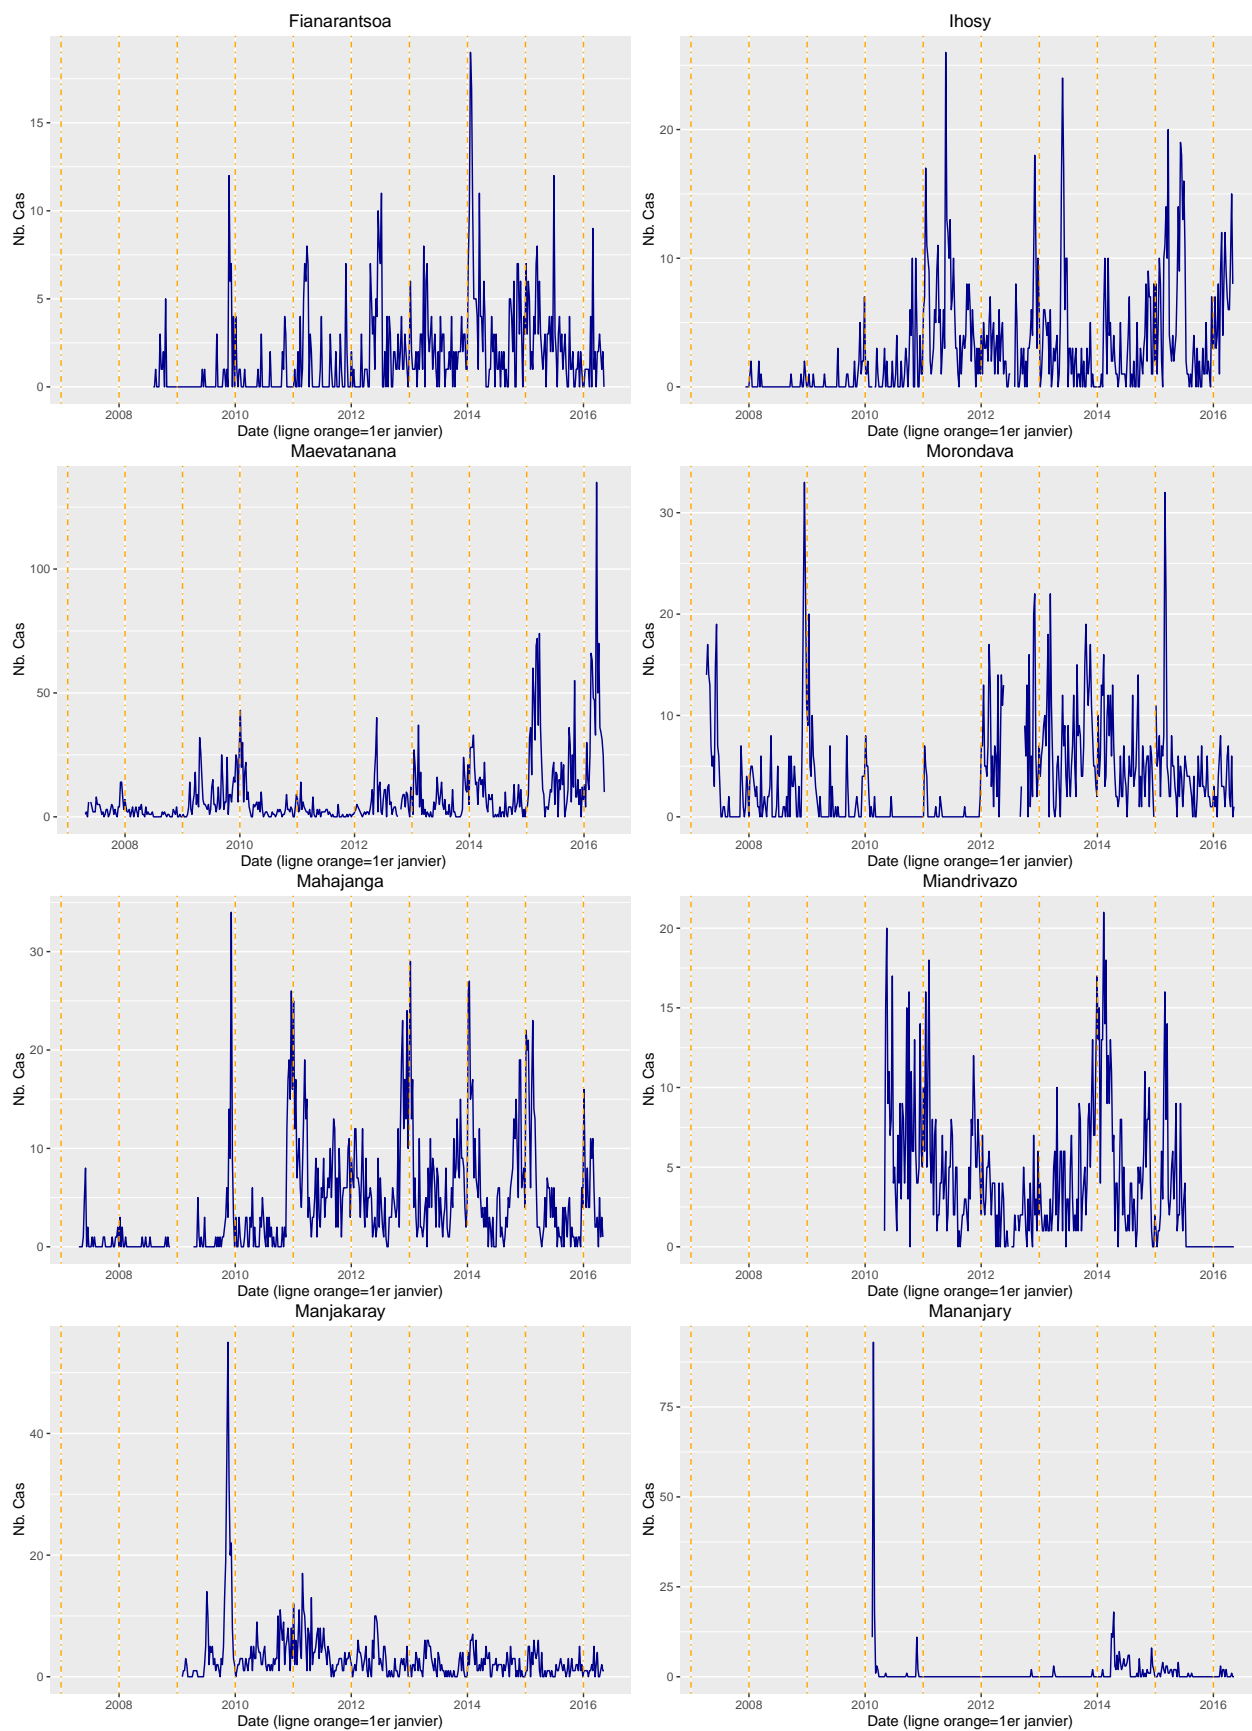 Fianarantsoa
Nb. Cas
15
10
5
0
2008 2010 2012 2014 2016
Date (ligne orange=1er janvier)
Ihosy
Nb. Cas
20
10
0
2008 2010 2012 2014 2016
Date (ligne orange=1er janvier)
Maevatanana
Nb. Cas
100
50
0
2008 2010 2012 2014 2016
Date (ligne orange=1er janvier)
Morondava
Nb. Cas
30
20
10
0
2008 2010 2012 2014 2016
Date (ligne orange=1er janvier)
Mahajanga
Nb. Cas
30
20
10
0
2008 2010 2012 2014 2016
Date (ligne orange=1er janvier)
Miandrivazo
Nb. Cas
20
15
10
5
0
2008 2010 2012 2014 2016
Date (ligne orange=1er janvier)
Manjakaray
Nb. Cas
40
20
0
2008 2010 2012 2014 2016
Date (ligne orange=1er janvier)
Mananjary
Nb. Cas
75
50
25
0
2008 2010 2012 2014 2016
Date (ligne orange=1er janvier)